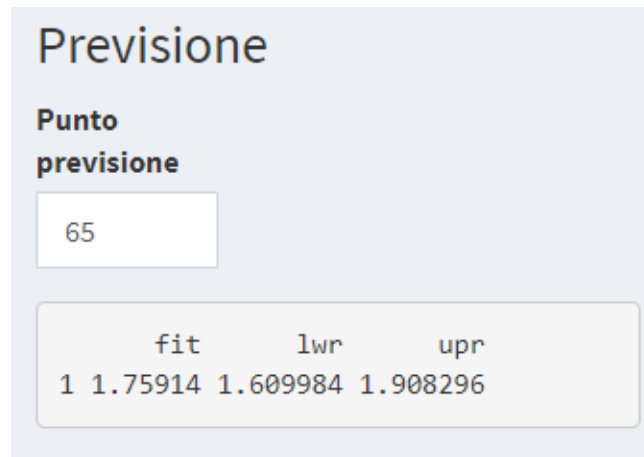 Previsione
Punto
previsione
65
fit lwr upr
1 1.75914 1.609984 1.908296